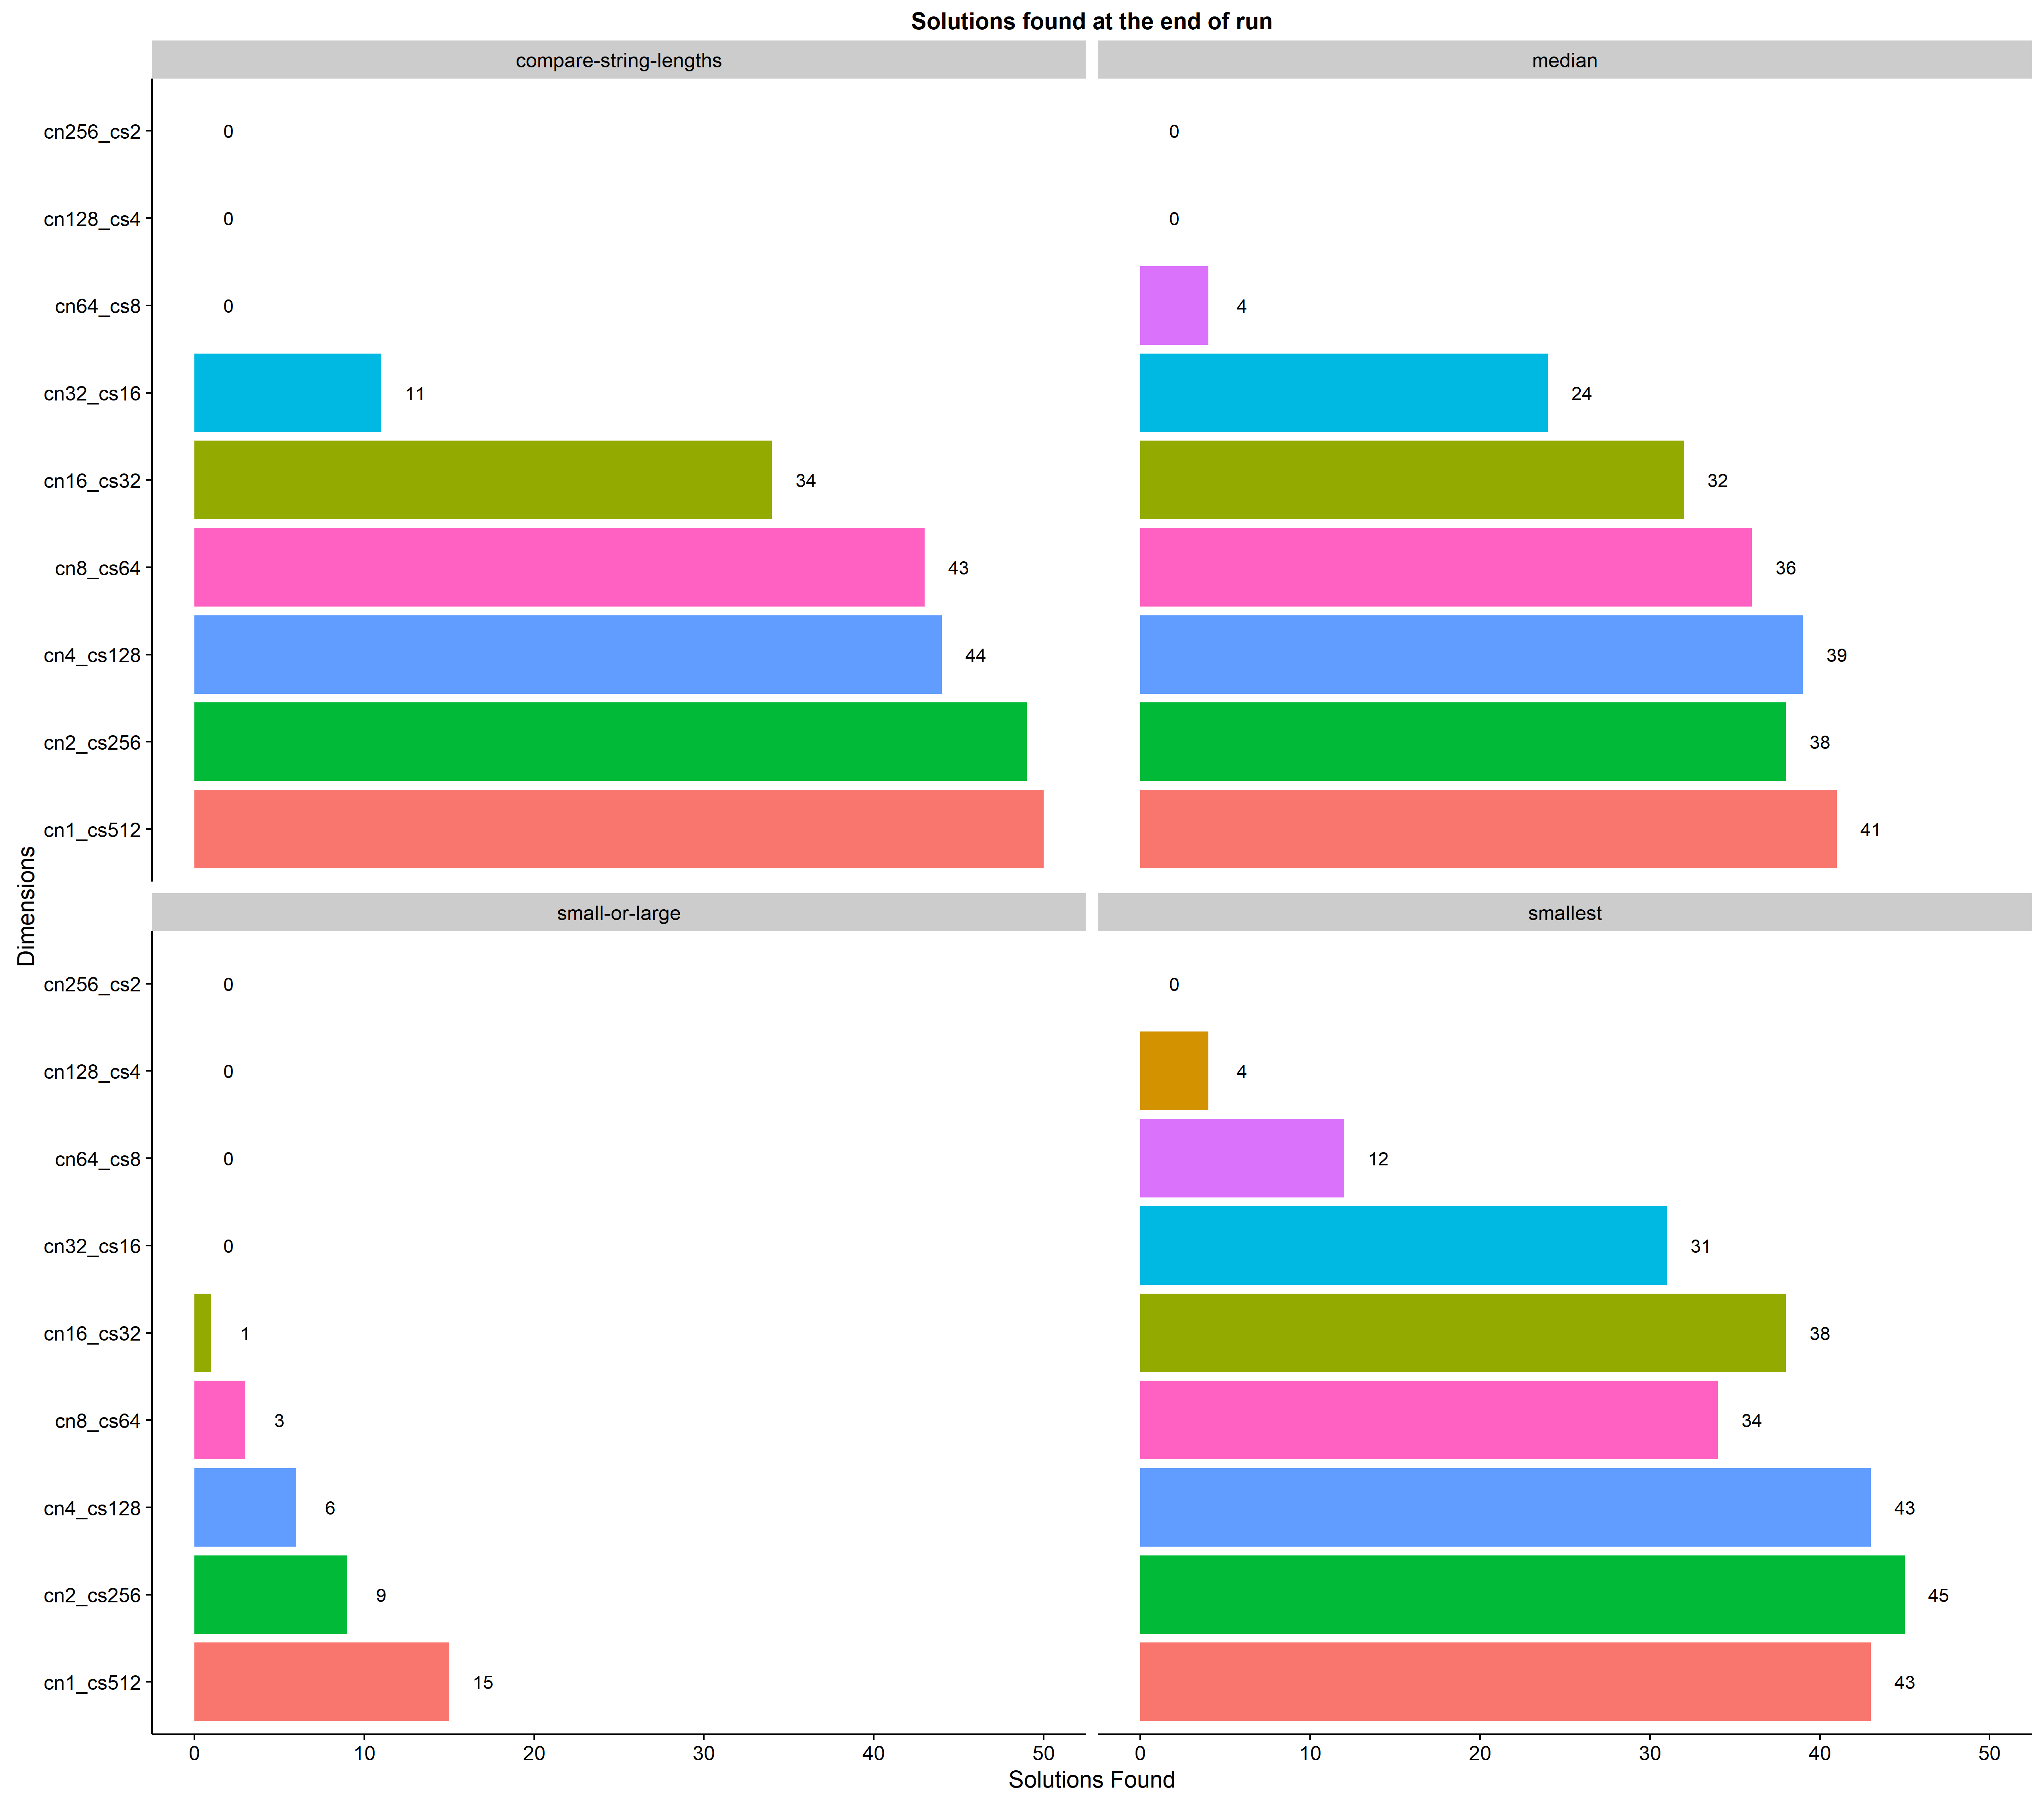 Solutions found at the end of run
compare-string-lengths
cn256_cs2 0
cn128_cs4 0
cn64_cs8 0
cn32_cs16 11
cn16_cs32 34
cn8_cs64 43
cn4_cs128 44
cn2_cs256
cn1_cs512
median
0
0
4
24
32
36
39
38
41
small-or-large
cn256_cs2 0
cn128_cs4 0
cn64_cs8 0
cn32_cs16 0
cn16_cs32 1
cn8_cs64 3
cn4_cs128 6
cn2_cs256 9
cn1_cs512 15
0 10 20 30 40 50
smallest
0
4
12
31
38
34
43
45
43
0 10 20 30 40 50
Dimensions
Solutions Found